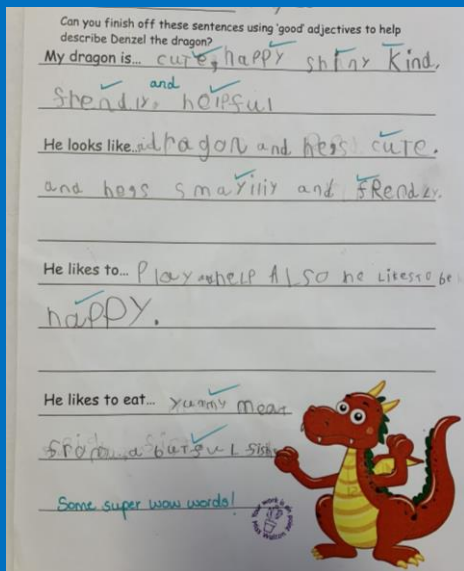 Can you finish off these sentences using 'good' adjectives to help
describe Denzel the dragon?
My dragon is... cute, happy shiny kind,
and
frendly, helpful
He looks like... a dragon and hes cute.
and hes smayiliy and fRendLy.
He likes to... Play and help ALSO he Likes to be
happy.
He likes to eat... yummy meat
a butful fish
Some super wow words!